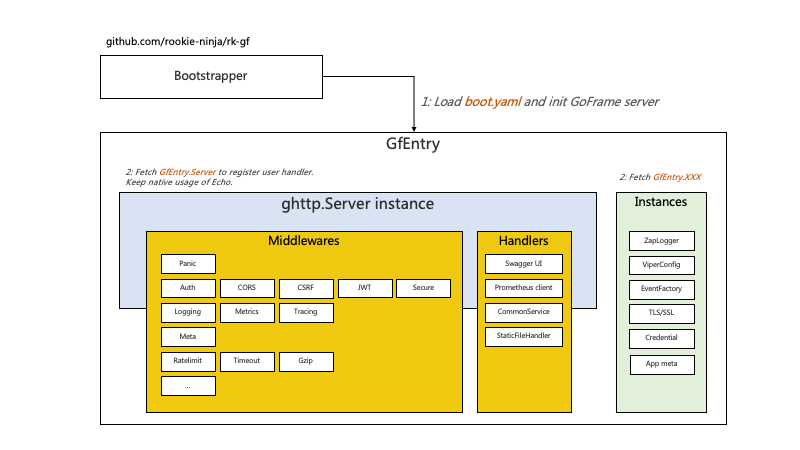 github.com/rookie-ninja/rk-gf
Bootstrapper
1: Load boot.yaml and init GoFrame server
GfEntry
2: Fetch GfEntry.Server to register user handler.
Keep native usage of Echo.
2: Fetch GfEntry.XXX
ghttp.Server instance
Instances
Middlewares
Handlers
Panic
Auth
CORS
CSRF
JWT
Secure
Logging
Metrics
Tracing
Meta
Ratelimit
Timeout
Gzip
...
Swagger UI
Prometheus client
CommonService
StaticFileHandler
ZapLogger
ViperConfig
EventFactory
TLS/SSL
Credential
App meta